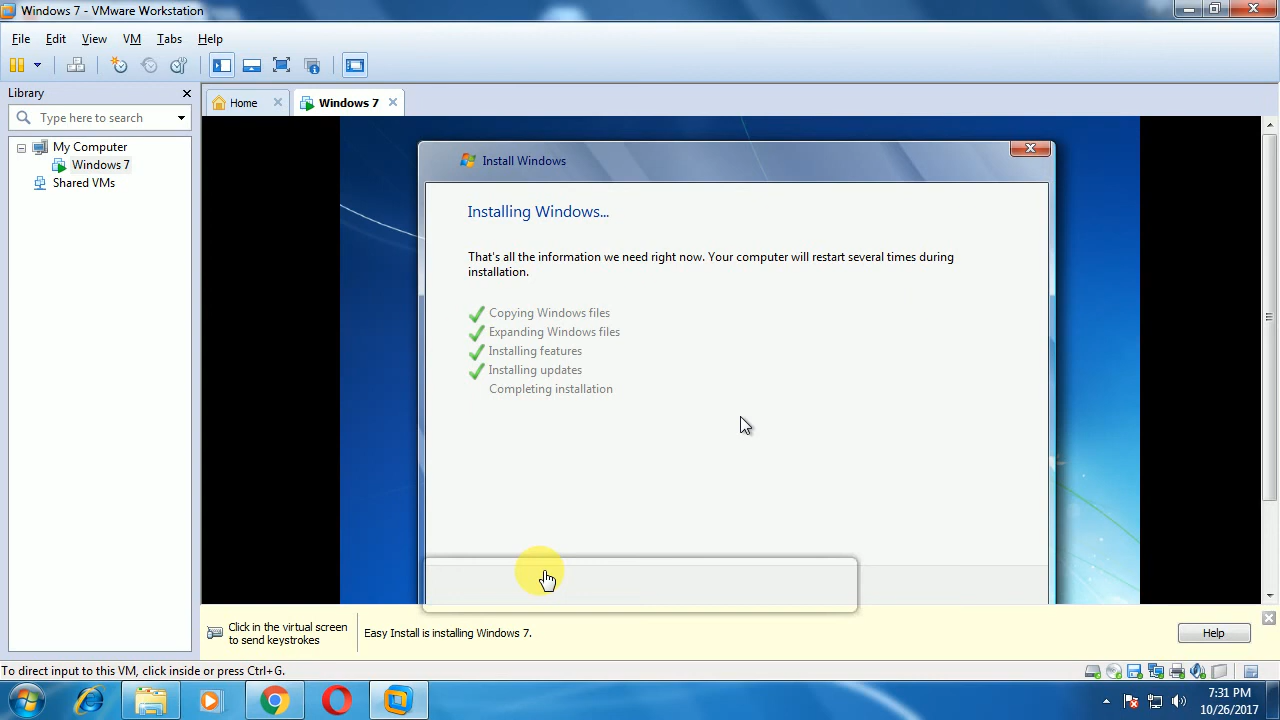 Windows 7 - VMware Workstation
File Edit View VM Tabs Help
Library
Type here to search
My Computer
Windows 7
Shared VMs
Home
Windows 7
Install Windows
Installing Windows...
That's all the information we need right now. Your computer will restart several times during
installation.
Copying Windows files
Expanding Windows files
Installing features
Installing updates
Completing installation
Click in the virtual screen
to send keystrokes
Easy Install is installing Windows 7.
Help
To direct input to this VM, click inside or press Ctrl+G.
7:31 PM
10/26/2017